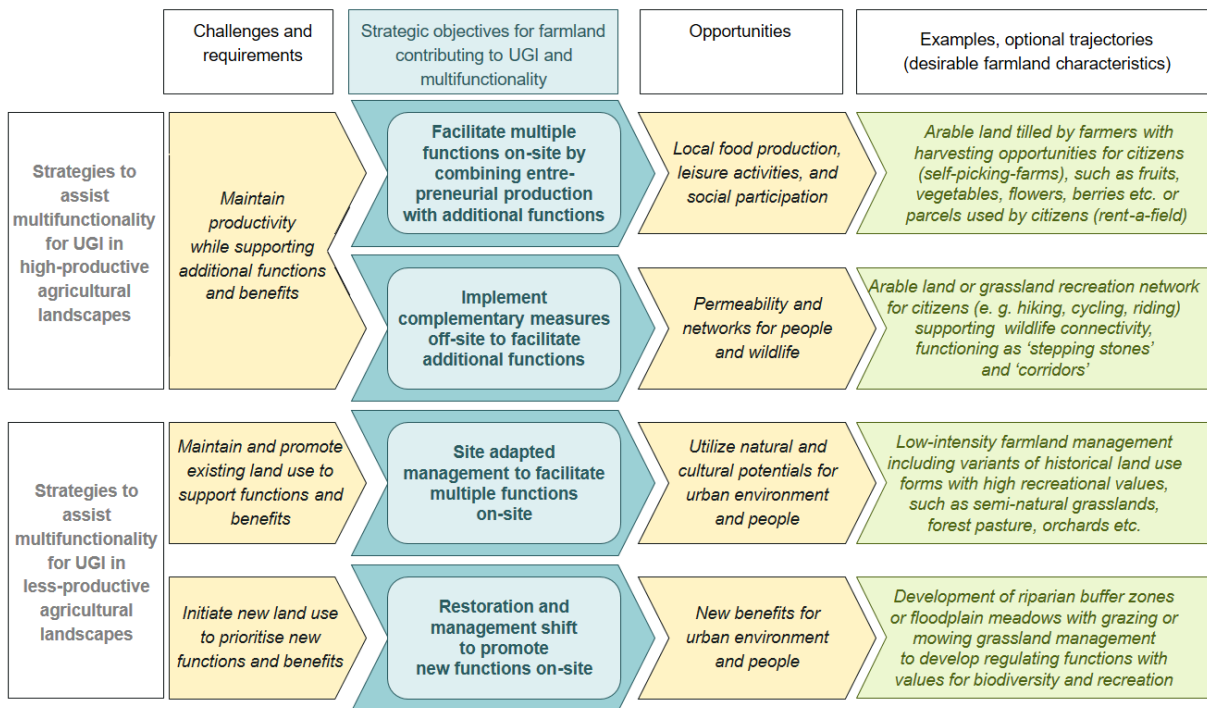 Challenges and
requirements
Strategic objectives for farmland
contributing to UGI and
multifunctionality
Opportunities
Examples, optional trajectories
(desirable farmland characteristics)
Strategies to
assist
multifunctionality
for UGI in
high-productive
agricultural
landscapes
Maintain
productivity
while supporting
additional functions
and benefits
Facilitate multiple
functions on-site by
combining entre-
preneurial production
with additional functions
Local food production,
leisure activities, and
social participation
Arable land tilled by farmers with
harvesting opportunities for citizens
(self-picking-farms), such as fruits,
vegetables, flowers, berries etc. or
parcels used by citizens (rent-a-field)
Implement
complementary measures
off-site to facilitate
additional functions
Permeability and
networks for people
and wildlife
Arable land or grassland recreation network
for citizens (e. g. hiking, cycling, riding)
supporting wildlife connectivity,
functioning as ‘stepping stones’
and ‘corridors’
Strategies to
assist
multifunctionality
for UGI in
less-productive
agricultural
landscapes
Maintain and promote
existing land use to
support functions and
benefits
Site adapted
management to facilitate
multiple functions
on-site
Utilize natural and
cultural potentials for
urban environment
and people
Low-intensity farmland management
including variants of historical land use
forms with high recreational values,
such as semi-natural grasslands,
forest pasture, orchards etc.
Initiate new land use
to prioritise new
functions and benefits
Restoration and
management shift
to promote
new functions on-site
New benefits for
urban environment
and people
Development of riparian buffer zones
or floodplain meadows with grazing or
mowing grassland management
to develop regulating functions with
values for biodiversity and recreation